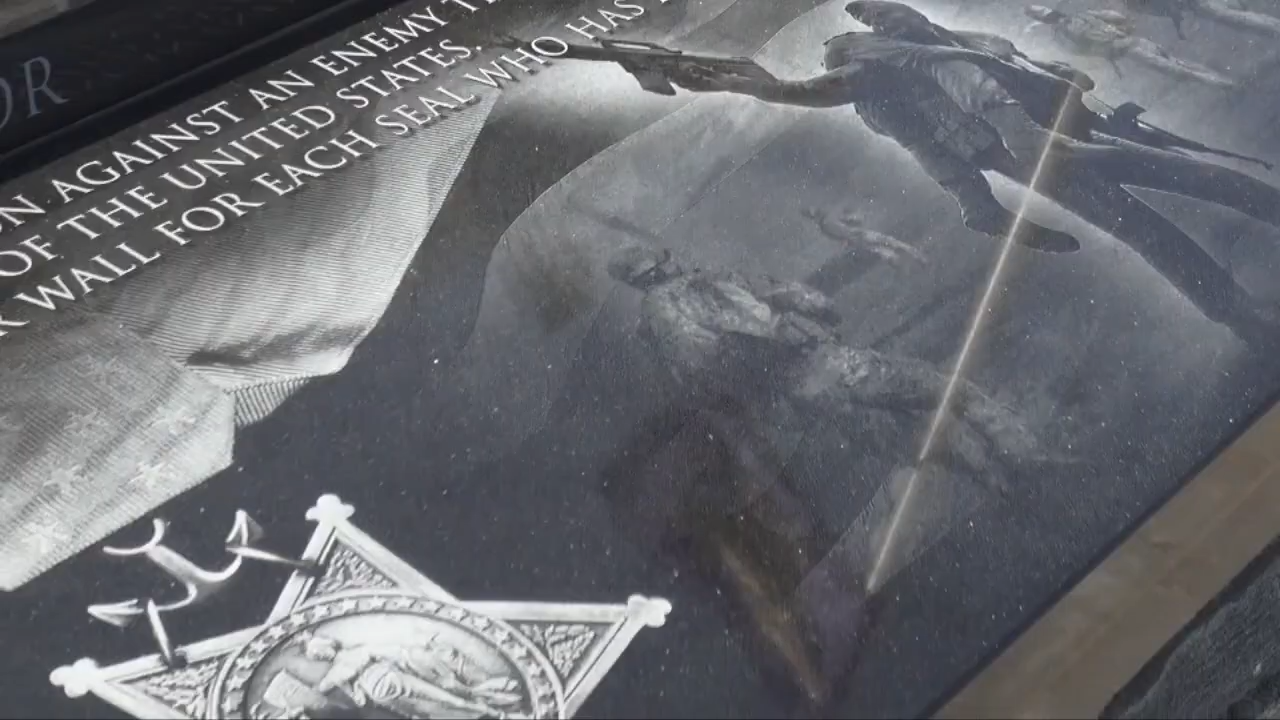 OR
ON AGAINST AN ENEMY
OF THE UNITED STATES.
R WALL FOR EACH SEAL WHO HAS